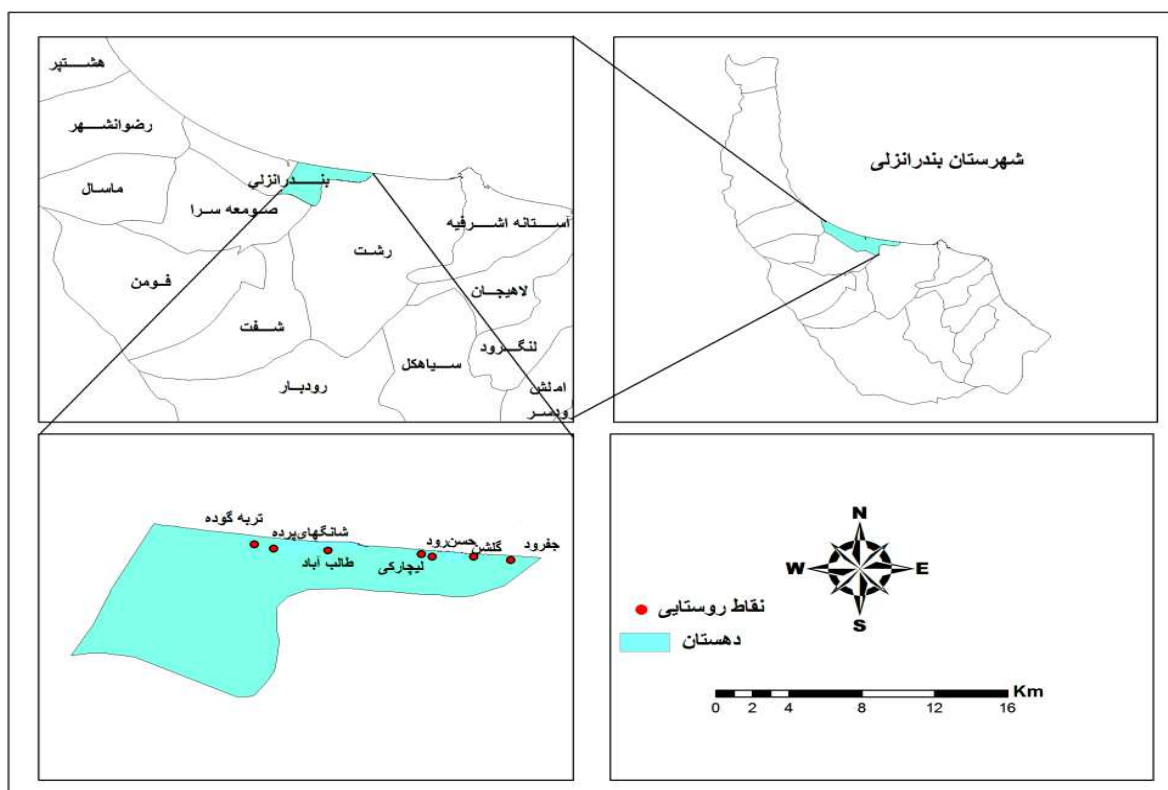 هشتپر
رضوانشهر
ماسال
بندرانزلي
صومعه سرا
آستانه اشرفیه
رشت
فومن
لاهیجان
شفت
لنگرود
سیاهکل
املش
رودبار
رودسر
شهرستان بندرانزلی
تربه گوده
شانگهای‌پرده
طالب آباد
لیچارکی
حسن‌رود
گلشن
جفرود
N
W E
S
نقاط روستایی
دهستان
Km
0 2 4 8 12 16